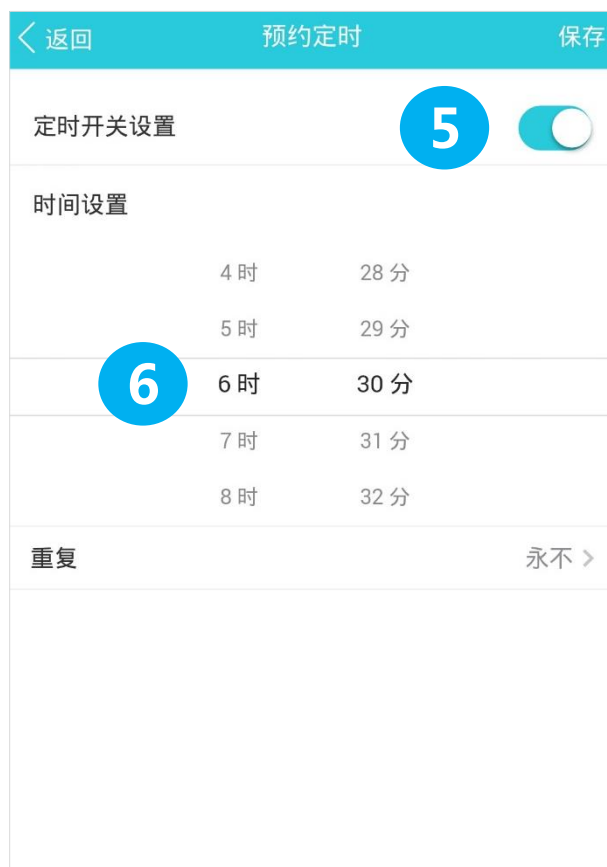 返回 预约定时 保存
定时开关设置 5
时间设置
4 时 28 分
5 时 29 分
6 6 时 30 分
7 时 31 分
8 时 32 分
重复 永不